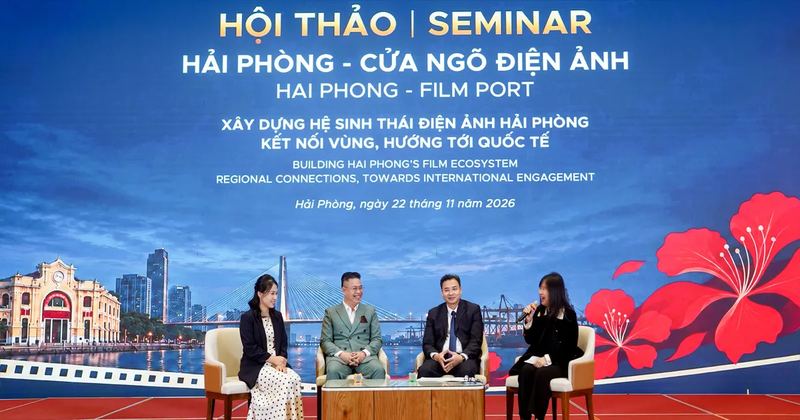 HỘI THẢO | SEMINAR
HẢI PHÒNG - CỬA NGÕ ĐIỆN ẢNH
HAI PHONG - FILM PORT
XÂY DỰNG HỆ SINH THÁI ĐIỆN ẢNH HẢI PHÒNG
KẾT NỐI VÙNG, HƯỚNG TỚI QUỐC TẾ
BUILDING HAI PHONG'S FILM ECOSYSTEM
REGIONAL CONNECTIONS, TOWARDS INTERNATIONAL ENGAGEMENT
Hải Phòng, ngày 22 tháng 11 năm 2026